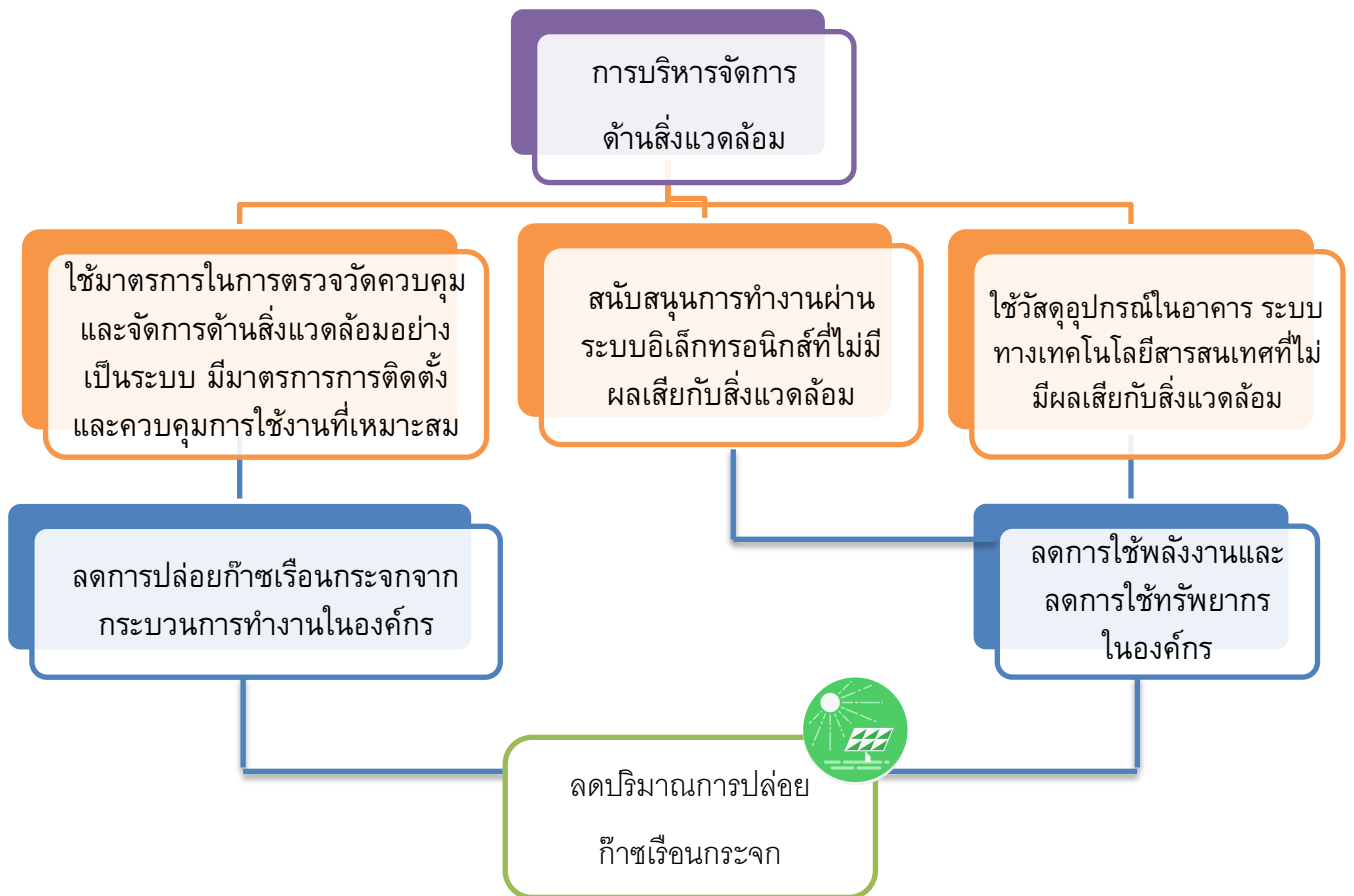 การบริหารจัดการ
ด้านสิ่งแวดล้อม
ใช้มาตรการในการตรวจวัดควบคุม
และจัดการด้านสิ่งแวดล้อมอย่าง
เป็นระบบ มีมาตรการการติดตั้ง
และควบคุมการใช้งานที่เหมาะสม
สนับสนุนการทำงานผ่าน
ระบบอิเล็กทรอนิกส์ที่ไม่มี
ผลเสียกับสิ่งแวดล้อม
ใช้วัสดุอุปกรณ์ในอาคาร ระบบ
ทางเทคโนโลยีสารสนเทศที่ไม่
มีผลเสียกับสิ่งแวดล้อม
ลดการปล่อยก๊าซเรือนกระจกจาก
กระบวนการทำงานในองค์กร
ลดการใช้พลังงานและ
ลดการใช้ทรัพยากร
ในองค์กร
ลดปริมาณการปล่อย
ก๊าซเรือนกระจก